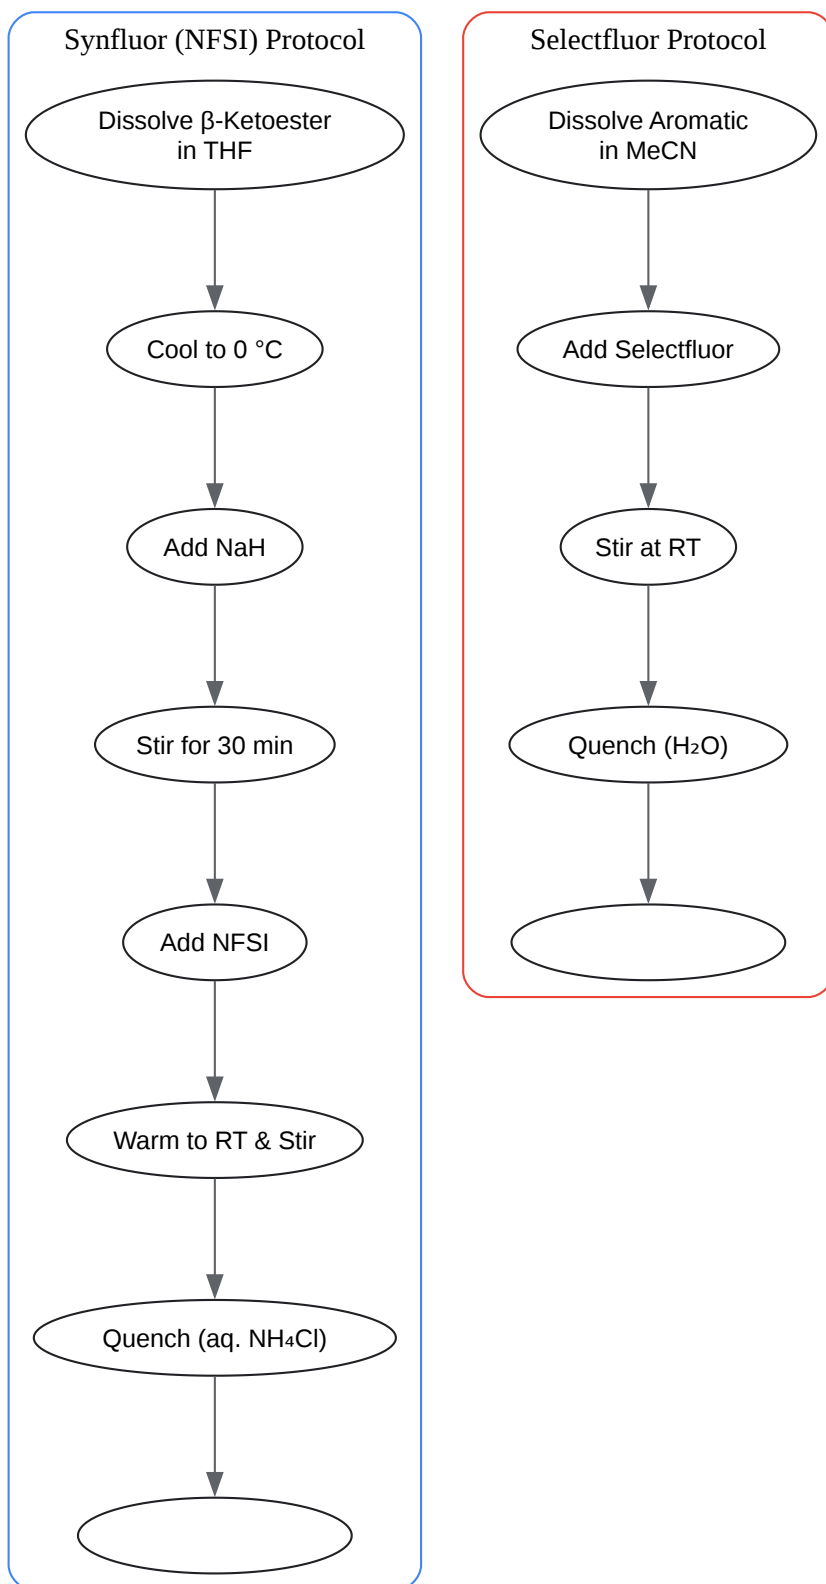 Synfluor (NFSI) Protocol
Dissolve β-Ketoester
in THF
Cool to 0 °C
Add NaH
Stir for 30 min
Add NFSI
Warm to RT & Stir
Quench (aq. NH₄Cl)
Selectfluor Protocol
Dissolve Aromatic
in MeCN
Add Selectfluor
Stir at RT
Quench (H₂O)